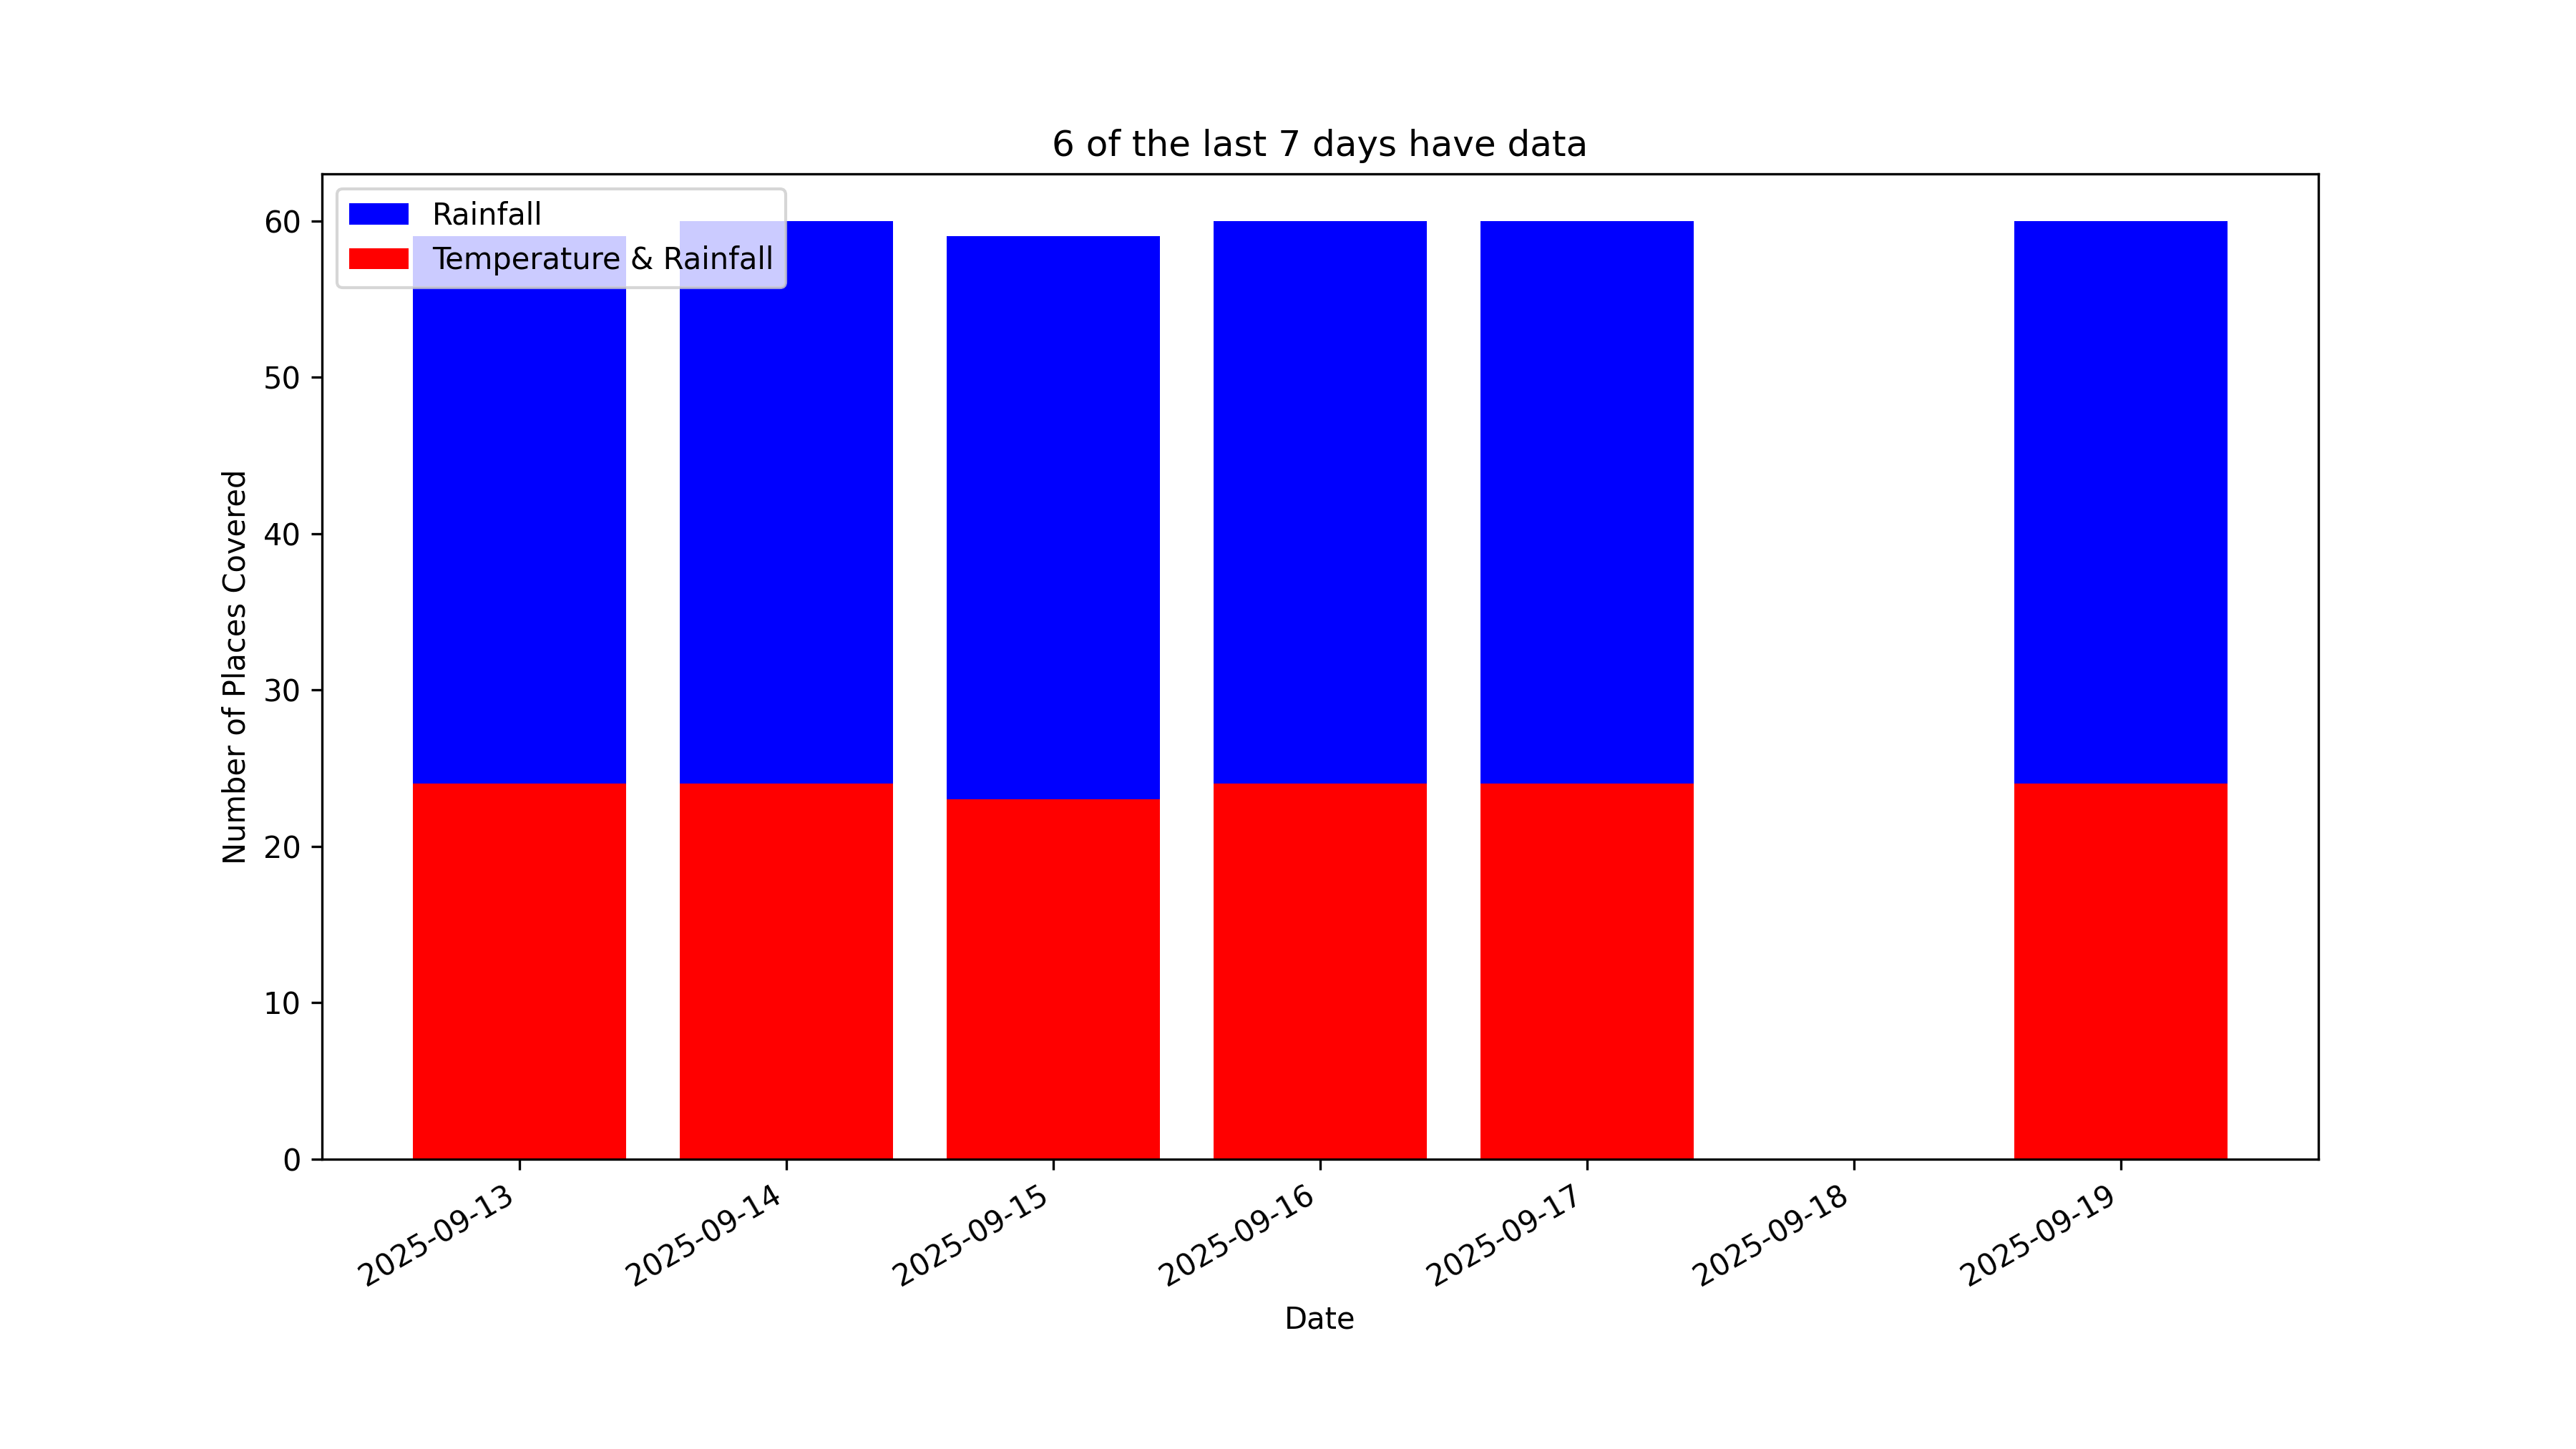 6 of the last 7 days have data
Rainfall
Temperature & Rainfall
60
50
40
30
20
10
0
Number of Places Covered
2025-09-13
2025-09-14
2025-09-15
2025-09-16
2025-09-17
2025-09-18
2025-09-19
Date